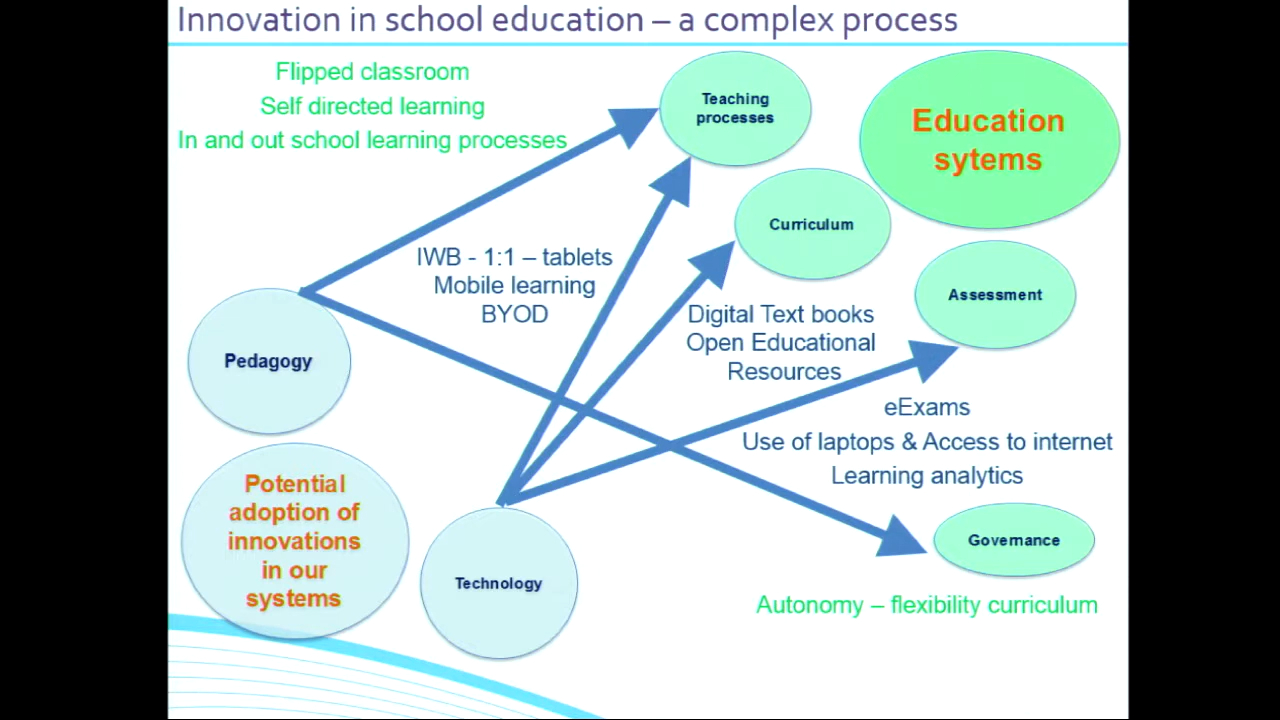 Innovation in school education – a complex process
Flipped classroom
Self directed learning
In and out school learning processes
Teaching
processes
Education
sytems
Curriculum
IWB - 1:1 – tablets
Mobile learning
BYOD
Assessment
Digital Text books
Open Educational
Resources
Pedagogy
eExams
Use of laptops & Access to internet
Learning analytics
Potential
adoption of
innovations
in our
systems
Technology
Governance
Autonomy – flexibility curriculum